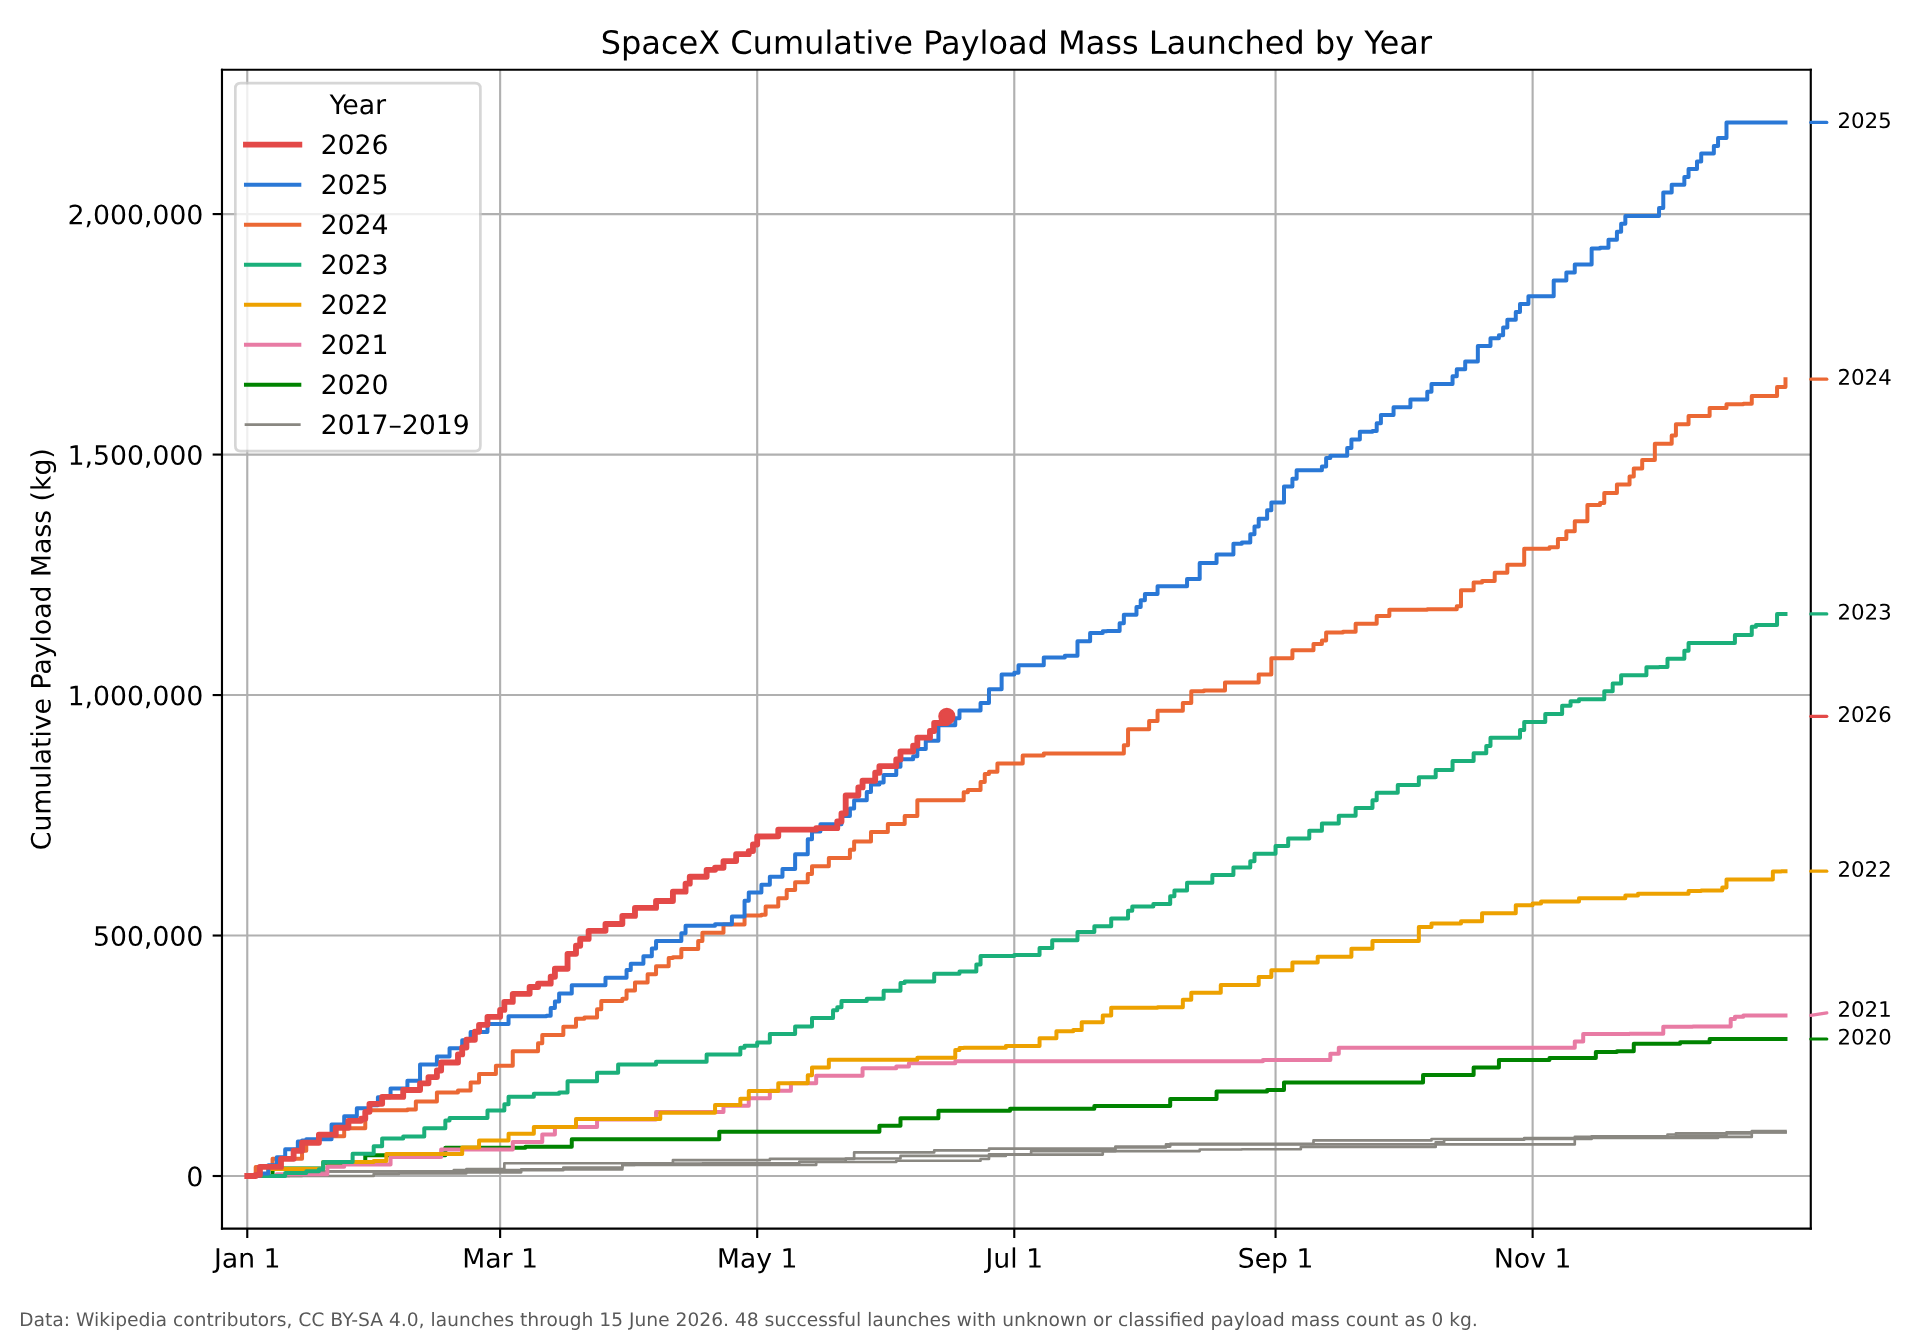 SpaceX Cumulative Payload Mass Launched by Year
Year
2026
2025
2024
2023
2022
2021
2020
2017–2019
Cumulative Payload Mass (kg)
2,000,000
1,500,000
1,000,000
500,000
0
2025
2024
2023
2026
2022
2021
2020
Jan 1
Mar 1
May 1
Jul 1
Sep 1
Nov 1
Data: Wikipedia contributors, CC BY-SA 4.0, launches through 15 June 2026. 48 successful launches with unknown or classified payload mass count as 0 kg.